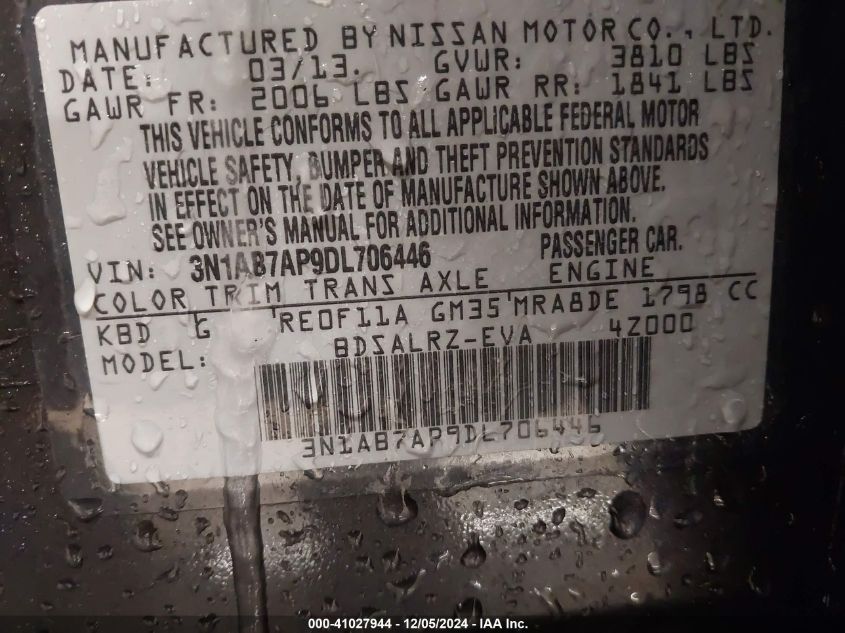 MANUFACTURED BY NISSAN MOTOR CO., LTD.
DATE: 03/13. GVWR: 3810 LBS
GAWR FR: 2006 LBS GAWR RR: 1841 LBS
THIS VEHICLE CONFORMS TO ALL APPLICABLE FEDERAL MOTOR
VEHICLE SAFETY, BUMPER AND THEFT PREVENTION STANDARDS
IN EFFECT ON THE DATE OF MANUFACTURE SHOWN ABOVE.
SEE OWNER'S MANUAL FOR ADDITIONAL INFORMATION.
VIN: 3N1AB7AP9DL706446 PASSENGER CAR.
COLOR TRIM TRANS AXLE ENGINE
KBD G RE0F11A GM35 MRA8DE 1798 CC
MODEL: BDSALRZ-EVA 4Z000
3N1AB7AP9DL706446
000-41027944 - 12/05/2024 - IAA Inc.